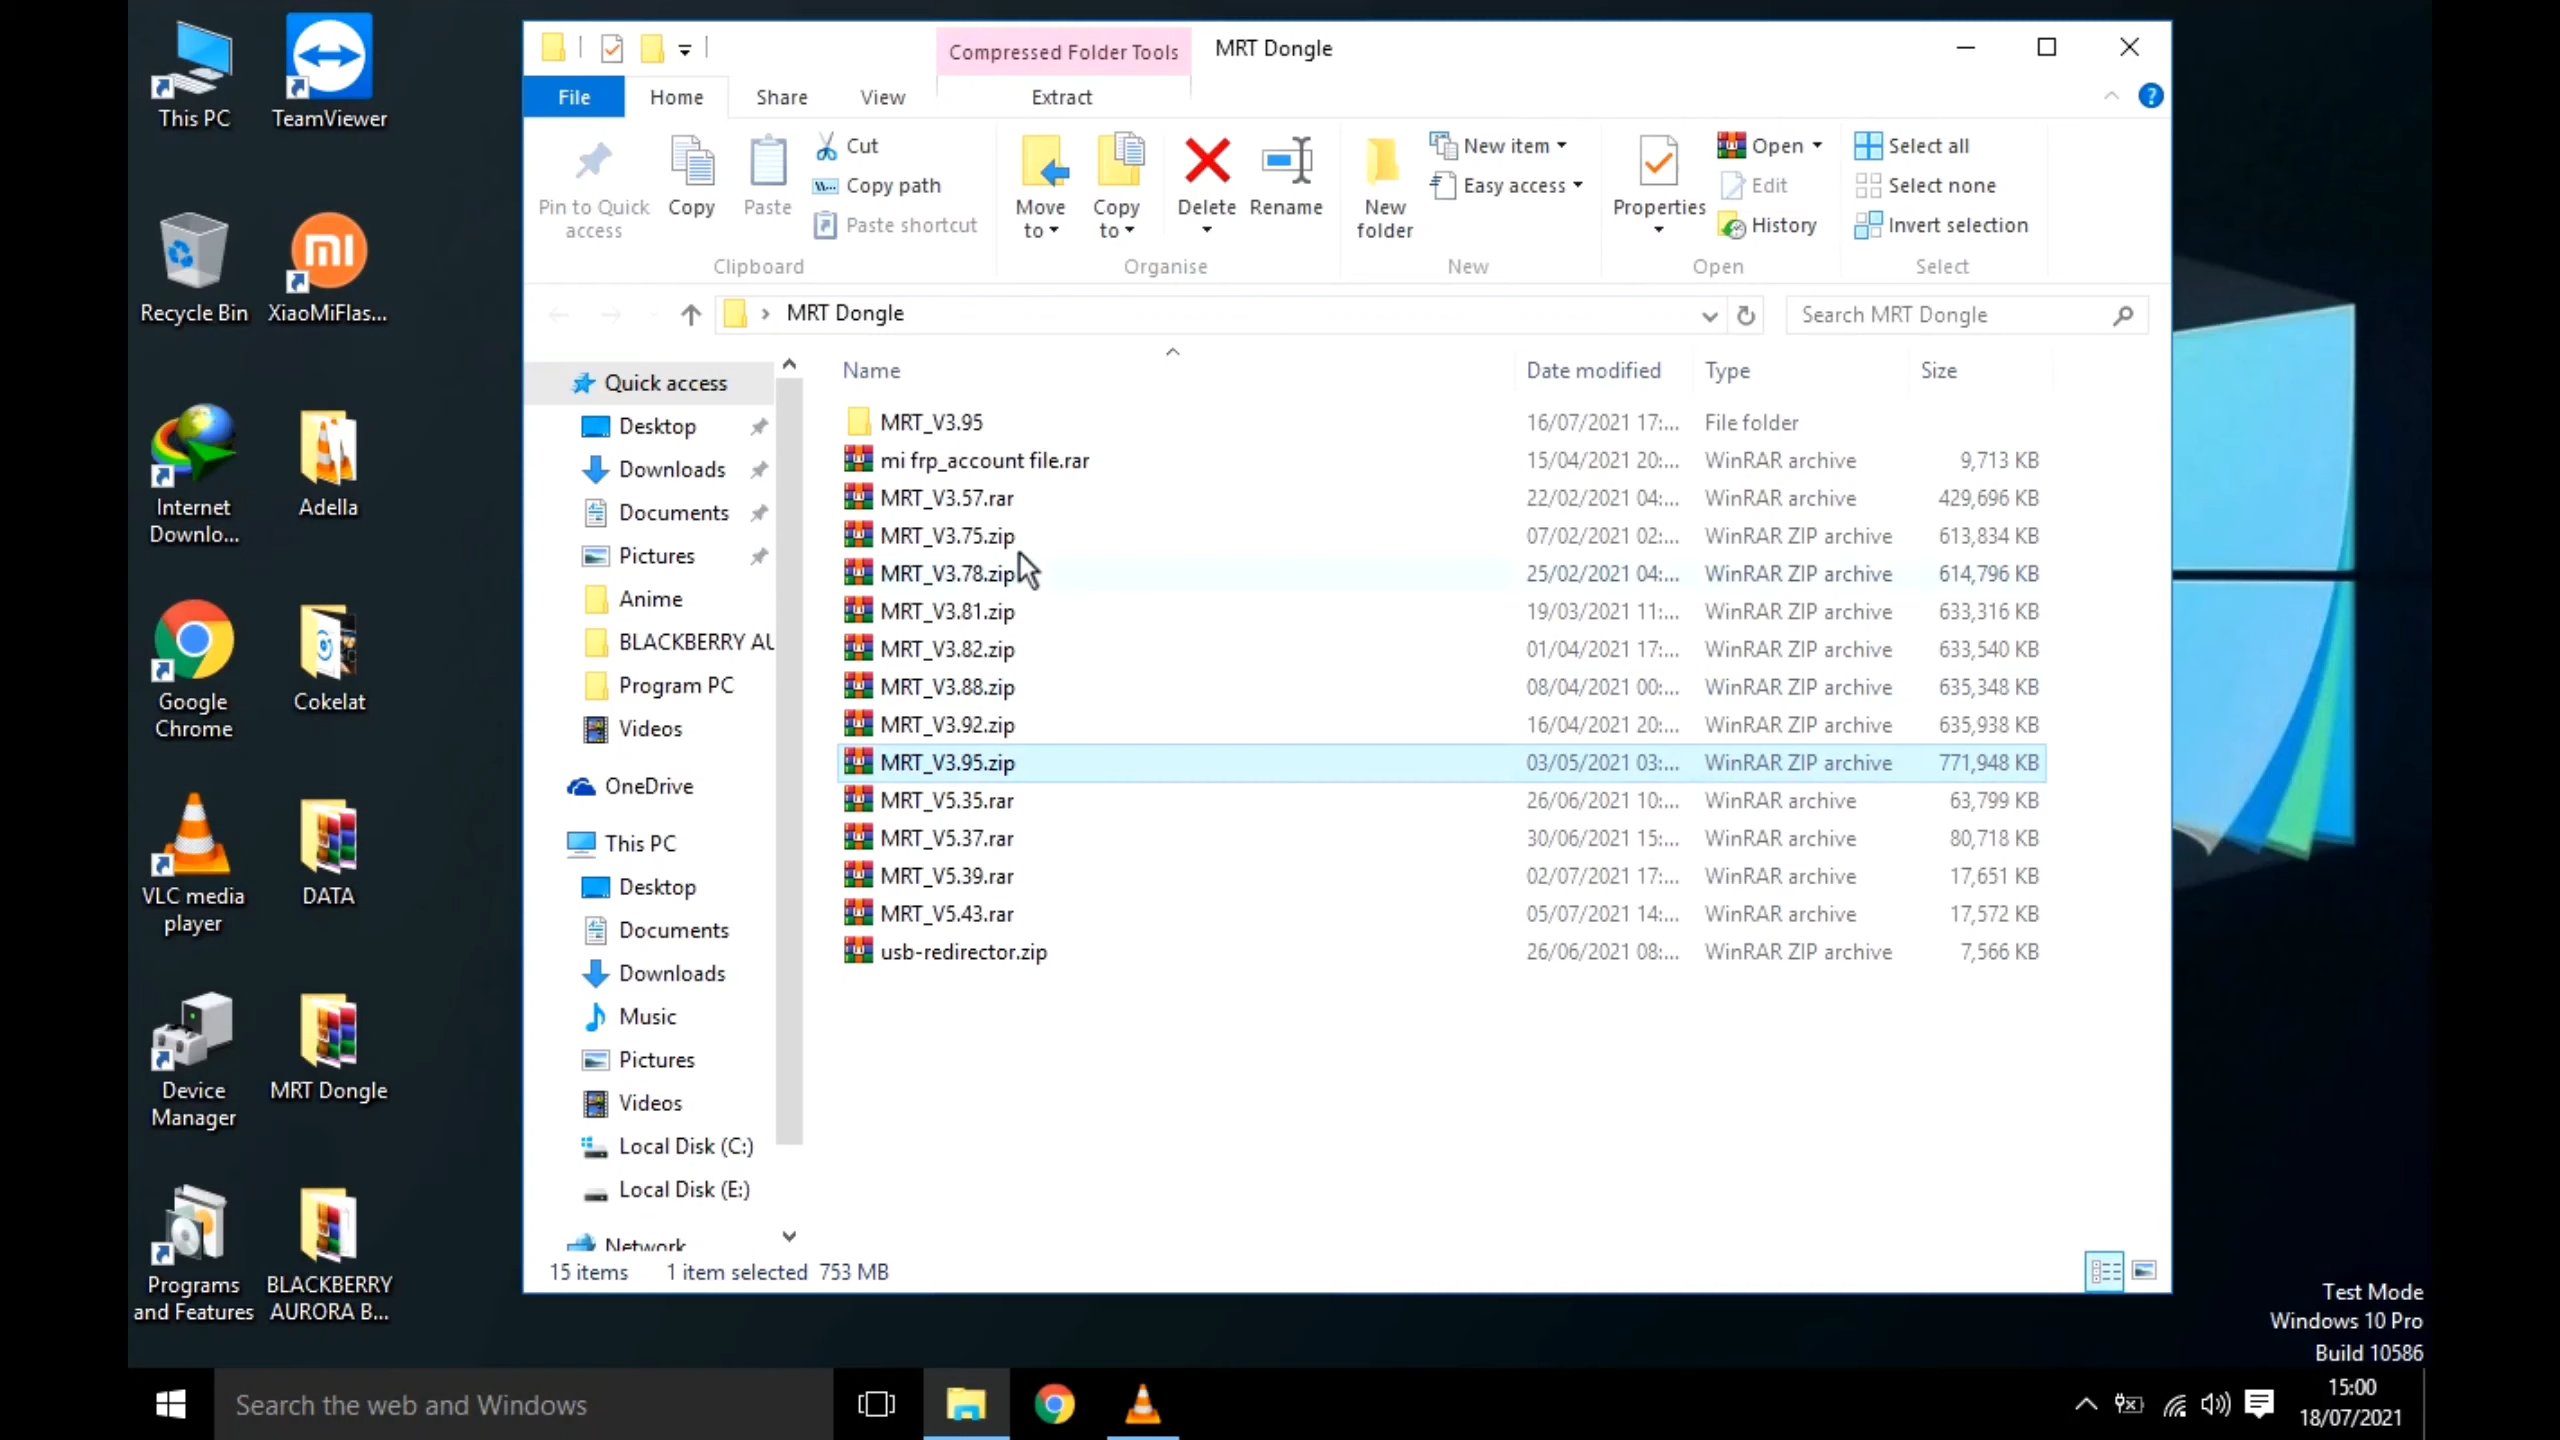 This PC
TeamViewer
Recycle Bin
XiaoMiFlas...
Internet
Downlo...
Adella
Google
Chrome
Cokelat
VLC media
player
DATA
Device
Manager
MRT Dongle
Programs
and Features
BLACKBERRY
AURORA B...
Compressed Folder Tools
MRT Dongle
File
Home
Share
View
Extract
Pin to Quick
access
Copy
Paste
Cut
Copy path
Paste shortcut
Clipboard
Move
to
Copy
to
Delete
Rename
Organise
New
folder
New item
Easy access
New
Properties
Open
Edit
History
Open
Select all
Select none
Invert selection
Select
MRT Dongle
Search MRT Dongle
Quick access
Desktop
Downloads
Documents
Pictures
Anime
BLACKBERRY AU
Program PC
Videos
OneDrive
This PC
Desktop
Documents
Downloads
Music
Pictures
Videos
Local Disk (C:)
Local Disk (E:)
Network
Name Date modified Type Size
MRT_V3.95 16/07/2021 17:... File folder
mi frp_account file.rar 15/04/2021 20:... WinRAR archive 9,713 KB
MRT_V3.57.rar 22/02/2021 04:... WinRAR archive 429,696 KB
MRT_V3.75.zip 07/02/2021 02:... WinRAR ZIP archive 613,834 KB
MRT_V3.78.zip 25/02/2021 04:... WinRAR ZIP archive 614,796 KB
MRT_V3.81.zip 19/03/2021 11:... WinRAR ZIP archive 633,316 KB
MRT_V3.82.zip 01/04/2021 17:... WinRAR ZIP archive 633,540 KB
MRT_V3.88.zip 08/04/2021 00:... WinRAR ZIP archive 635,348 KB
MRT_V3.92.zip 16/04/2021 20:... WinRAR ZIP archive 635,938 KB
MRT_V3.95.zip 03/05/2021 03:... WinRAR ZIP archive 771,948 KB
MRT_V5.35.rar 26/06/2021 10:... WinRAR archive 63,799 KB
MRT_V5.37.rar 30/06/2021 15:... WinRAR archive 80,718 KB
MRT_V5.39.rar 02/07/2021 17:... WinRAR archive 17,651 KB
MRT_V5.43.rar 05/07/2021 14:... WinRAR archive 17,572 KB
usb-redirector.zip 26/06/2021 08:... WinRAR ZIP archive 7,566 KB
15 items 1 item selected 753 MB
Test Mode
Windows 10 Pro
Build 10586
Search the web and Windows
15:00
18/07/2021